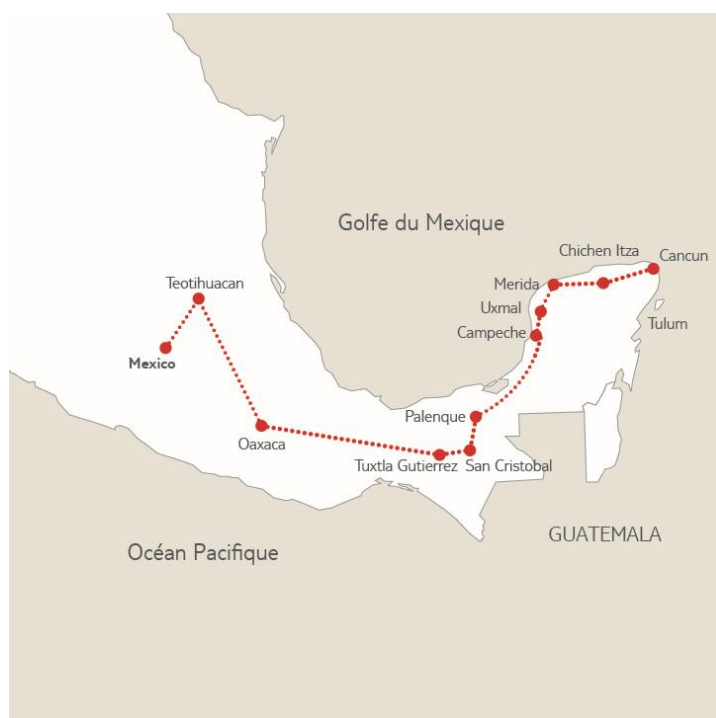 Golfe du Mexique
Chichen Itza
Cancun
Teotihuacan
Merida
Uxmal
Tulum
Campeche
Mexico
Palenque
Oaxaca
Tuxtla Gutierrez
San Cristobal
GUATEMALA
Océan Pacifique